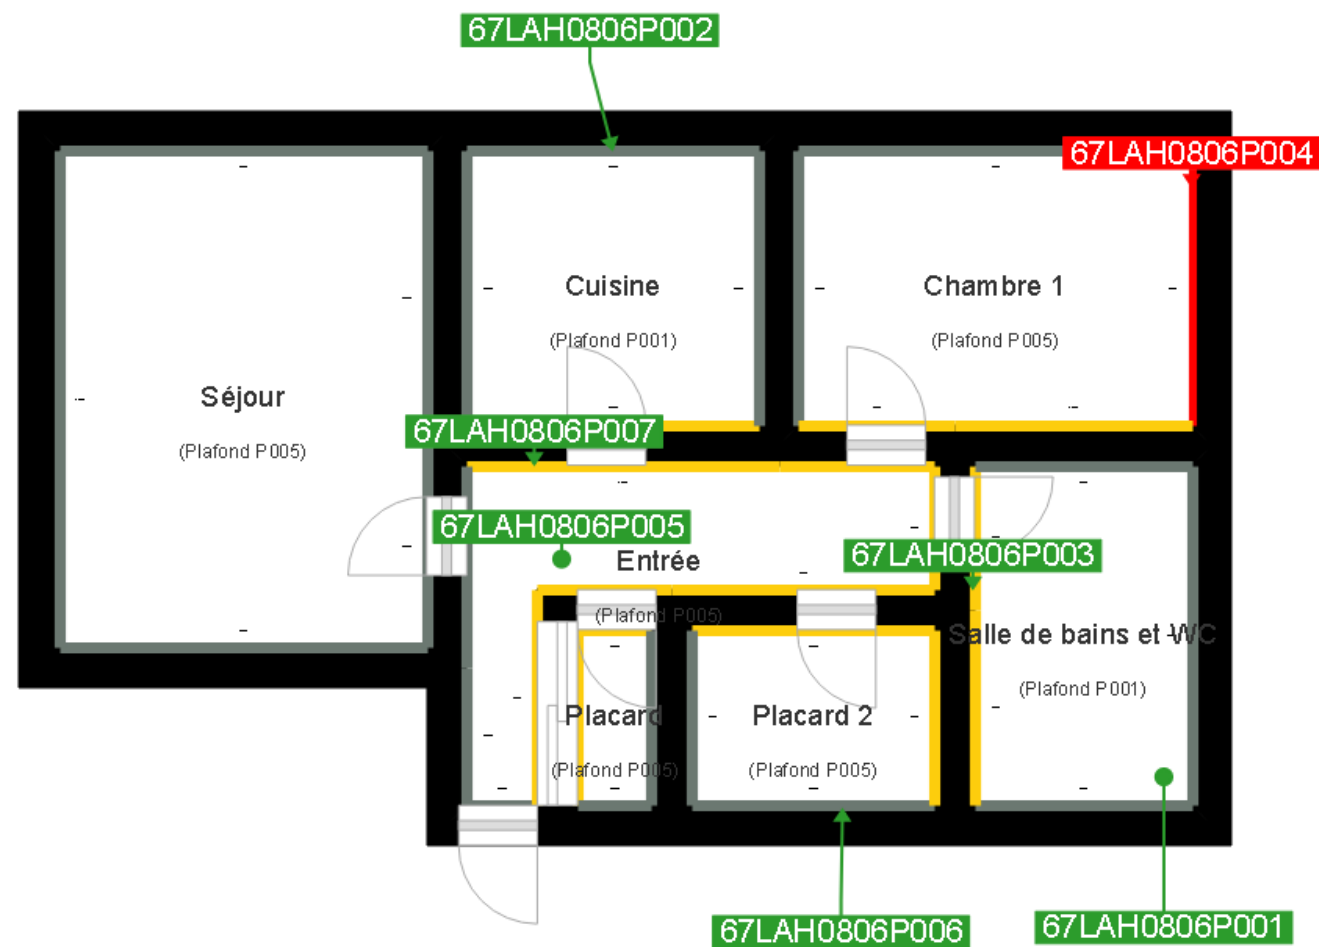 67LAH0806P002
67LAH0806P004
Cuisine
(Plafond P001)
Chambre 1
(Plafond P005)
Séjour
(Plafond P005)
67LAH0806P007
67LAH0806P005
Entrée
(Plafond P005)
67LAH0806P003
Salle de bains et WC
(Plafond P001)
Placard
(Plafond P005)
Placard 2
(Plafond P005)
67LAH0806P006
67LAH0806P001